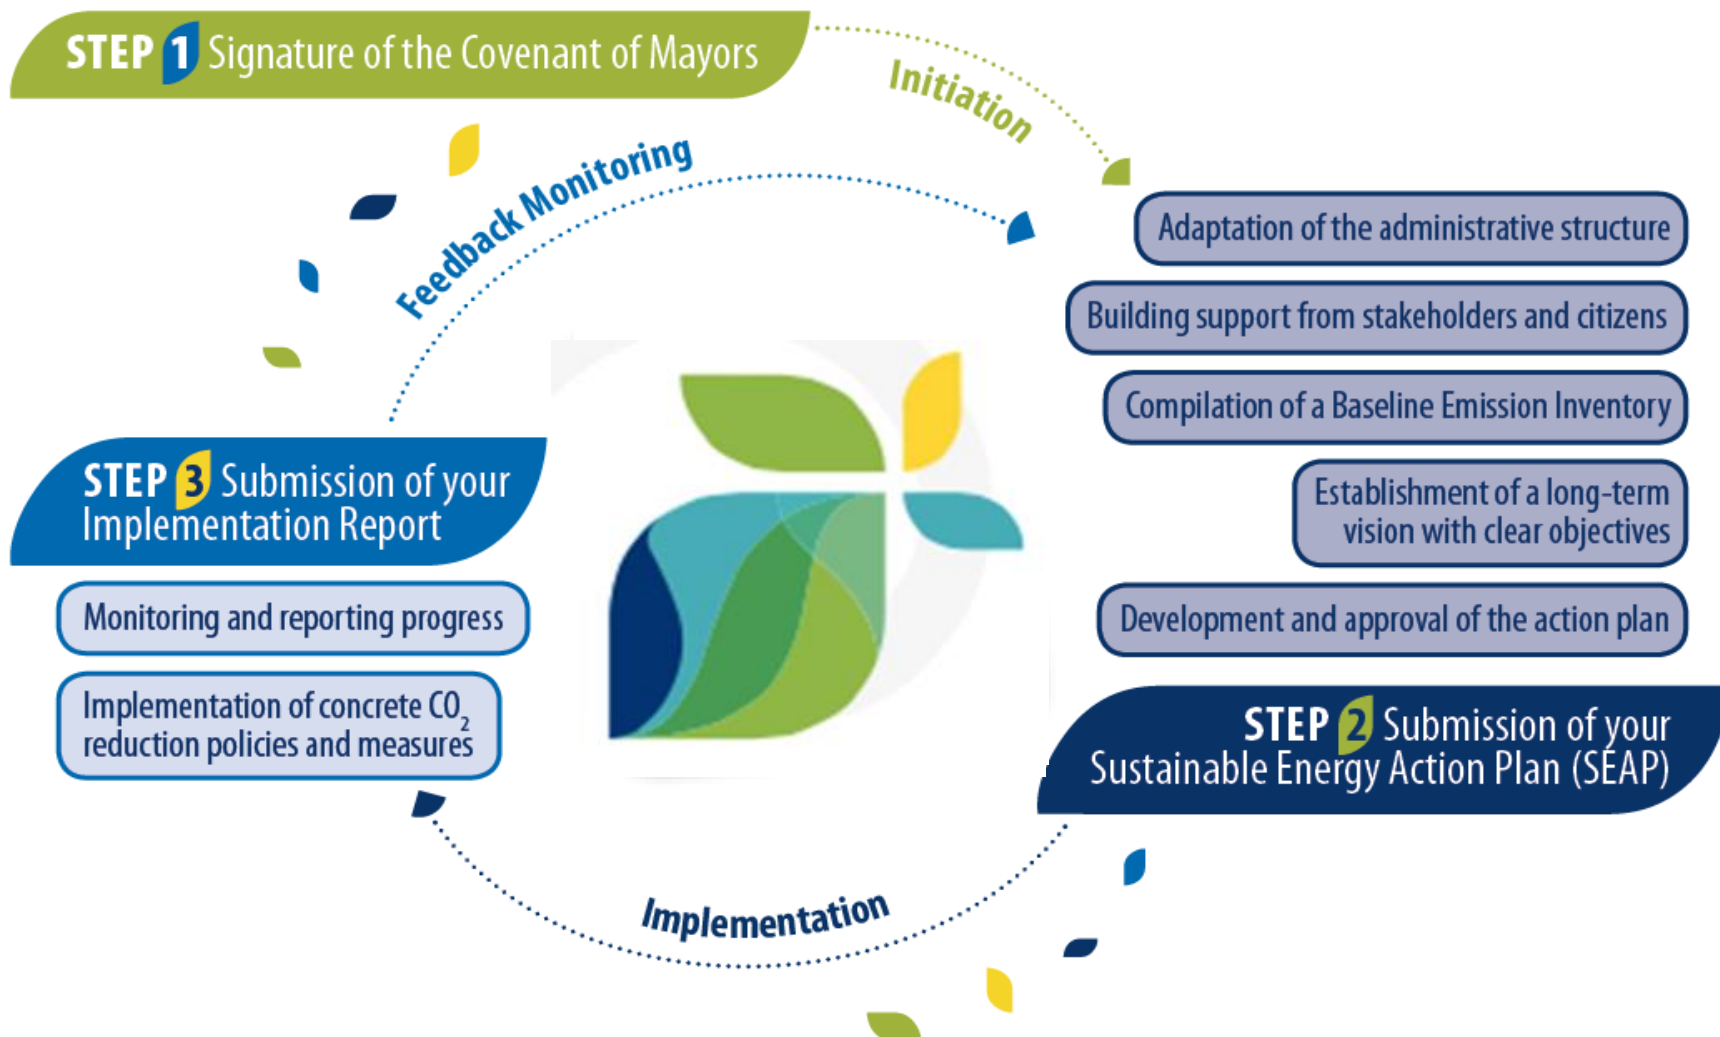 STEP 1 Signature of the Covenant of Mayors
Initiation
Feedback Monitoring
Adaptation of the administrative structure
Building support from stakeholders and citizens
Compilation of a Baseline Emission Inventory
Establishment of a long-term
vision with clear objectives
Development and approval of the action plan
STEP 2 Submission of your
Sustainable Energy Action Plan (SEAP)
Implementation
STEP 3 Submission of your
Implementation Report
Monitoring and reporting progress
Implementation of concrete CO₂
reduction policies and measures